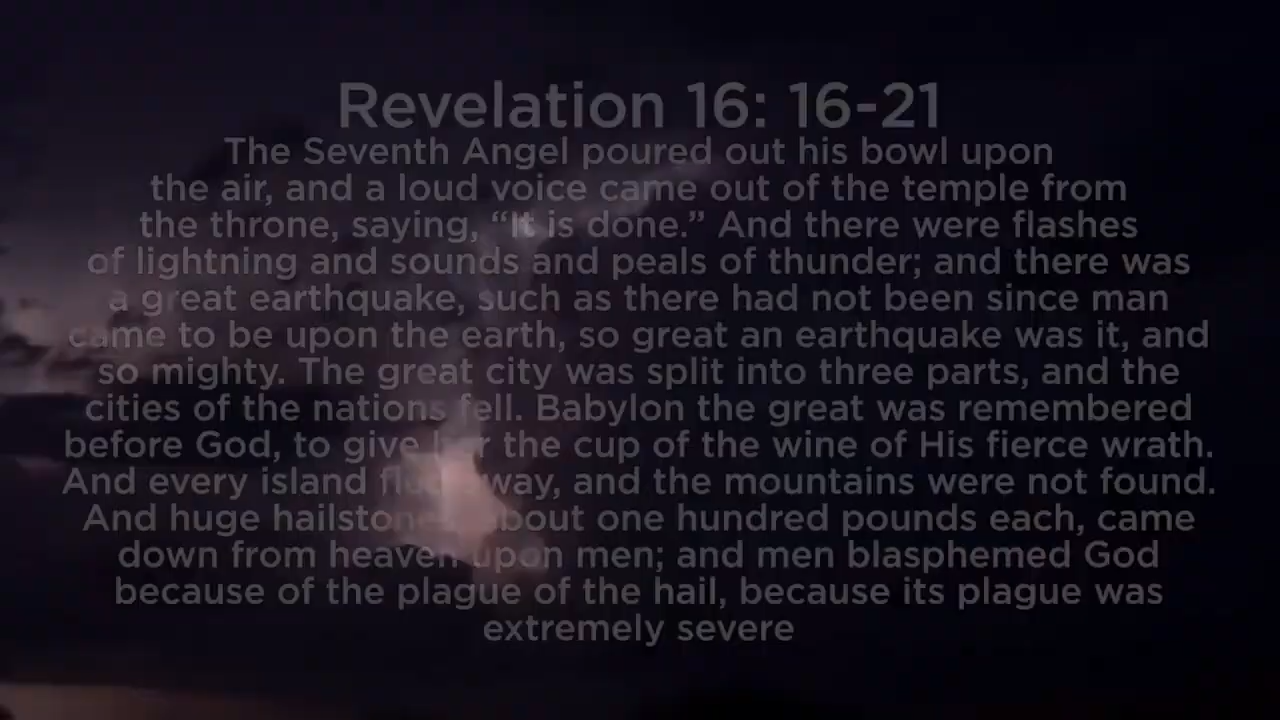 Revelation 16: 16-21
The Seventh Angel poured out his bowl upon
the air, and a loud voice came out of the temple from
the throne, saying, “It is done.” And there were flashes
of lightning and sounds and peals of thunder; and there was
a great earthquake, such as there had not been since man
came to be upon the earth, so great an earthquake was it, and
so mighty. The great city was split into three parts, and the
cities of the nations fell. Babylon the great was remembered
before God, to give her the cup of the wine of His fierce wrath.
And every island fled away, and the mountains were not found.
And huge hailstones, about one hundred pounds each, came
down from heaven upon men; and men blasphemed God
because of the plague of the hail, because its plague was
extremely severe